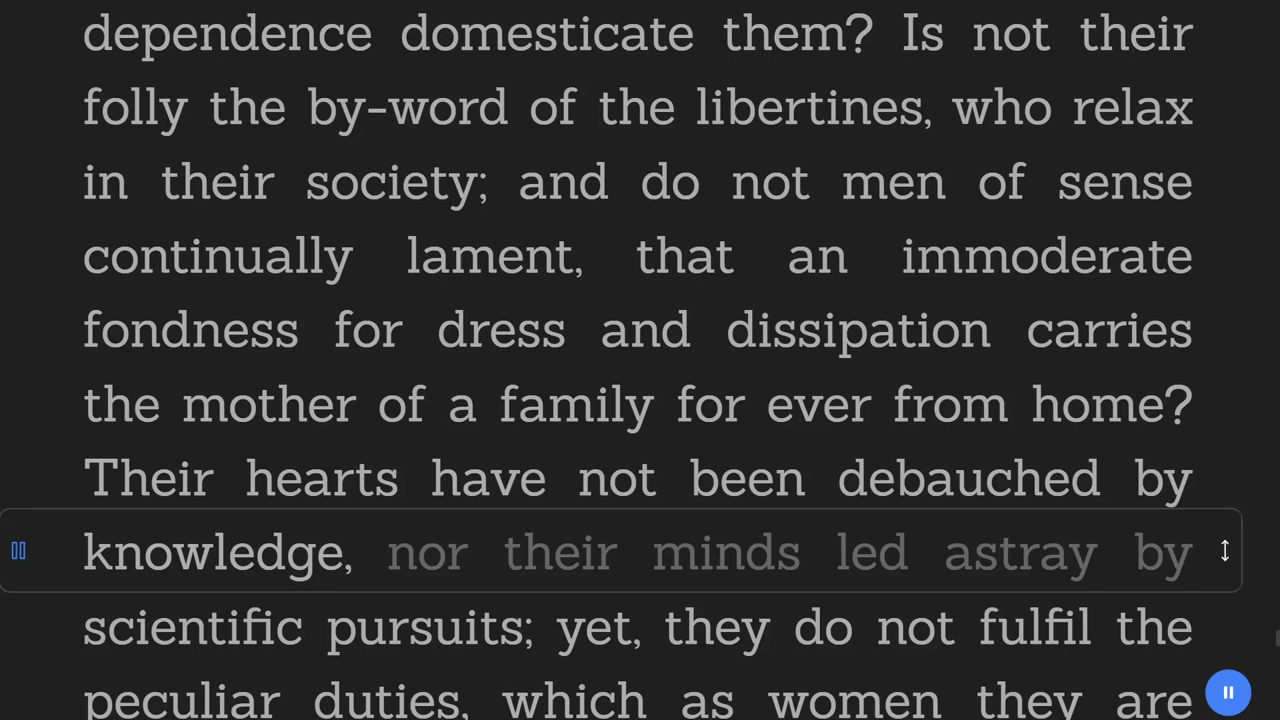 dependence domesticate them? Is not their
folly the by-word of the libertines, who relax
in their society; and do not men of sense
continually lament, that an immoderate
fondness for dress and dissipation carries
the mother of a family for ever from home?
Their hearts have not been debauched by
knowledge, nor their minds led astray by
scientific pursuits; yet, they do not fulfil the
peculiar duties, which as women they are